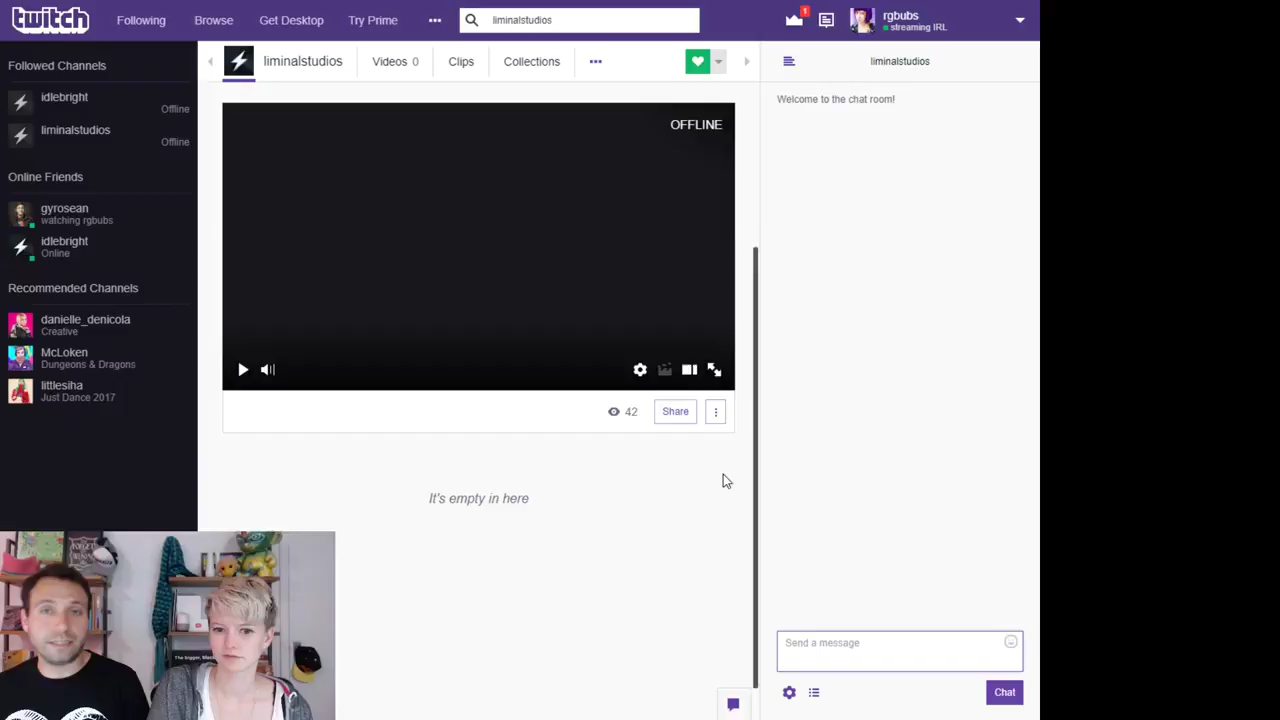 twitch
Following
Browse
Get Desktop
Try Prime
liminalstudios
1
rgbubs
streaming IRL
Followed Channels
idlebright
Offline
liminalstudios
Offline
Online Friends
gyrosean
watching rgbubs
idlebright
Online
Recommended Channels
danielle_denicola
Creative
McLoken
Dungeons & Dragons
littlesiha
Just Dance 2017
liminalstudios
Videos 0
Clips
Collections
OFFLINE
42
Share
It's empty in here
liminalstudios
Welcome to the chat room!
Send a message
Chat